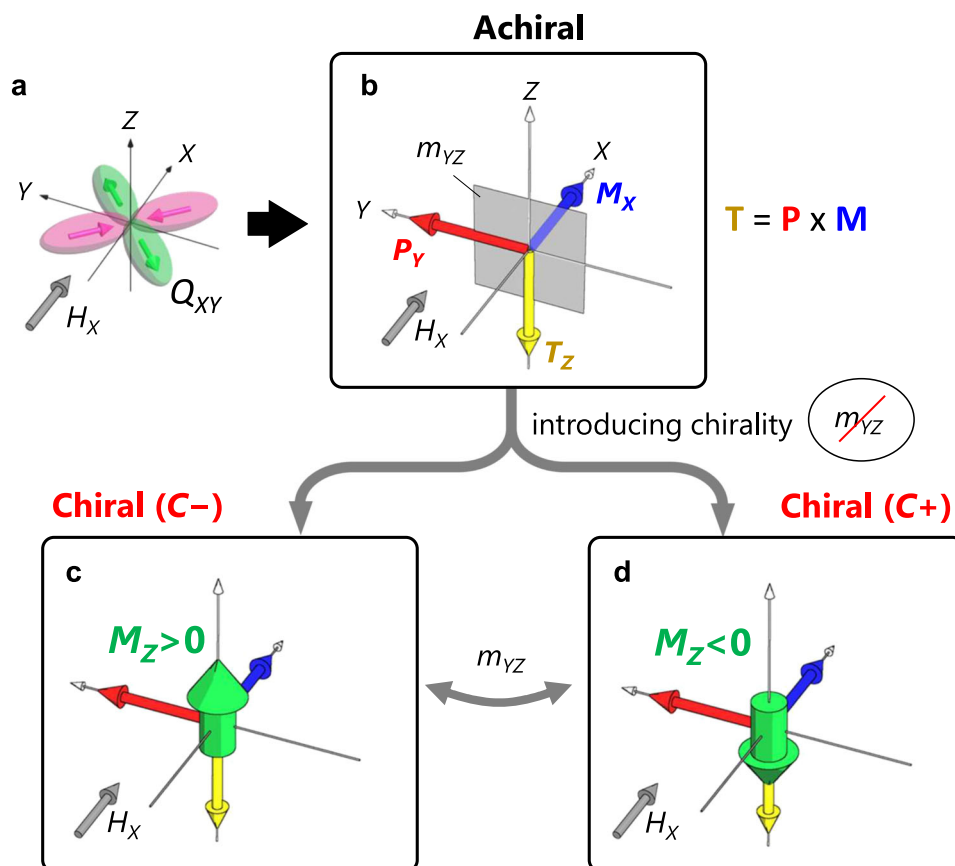 Achiral
a
Z
X
Y
Q_XY
H_X
b
Z
m_YZ
X
M_X
Y
P_Y
H_X
T_Z
T = P x M
introducing chirality
m_YZ
Chiral (C−)
Chiral (C+)
c
M_Z>0
H_X
m_YZ
d
M_Z<0
H_X